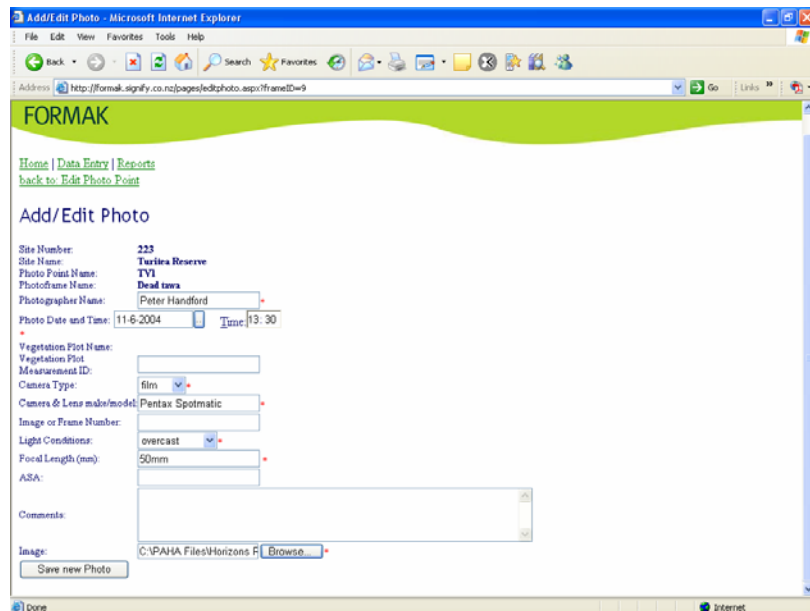 Add/Edit Photo - Microsoft Internet Explorer
File Edit View Favorites Tools Help
Back Search Favorites
Address http://formak.signify.co.nz/pages/editphoto.aspx?frameID=9 Go Links »
FORMAK
Home | Data Entry | Reports
back to: Edit Photo Point
Add/Edit Photo
Site Number: 223
Site Name: Turitea Reserve
Photo Point Name: TV1
Photoframe Name: Dead tawa
Photographer Name: Peter Handford *
Photo Date and Time: 11-6-2004 .. Time: 13: 30
*
Vegetation Plot Name:
Vegetation Plot
Measurement ID:
Camera Type: film *
Camera & Lens make/model: Pentax Spotmatic *
Image or Frame Number:
Light Conditions: overcast *
Focal Length (mm): 50mm *
ASA:
Comments:
Image: C:\PAHA Files\Horizons F Browse... *
Save new Photo
Done Internet